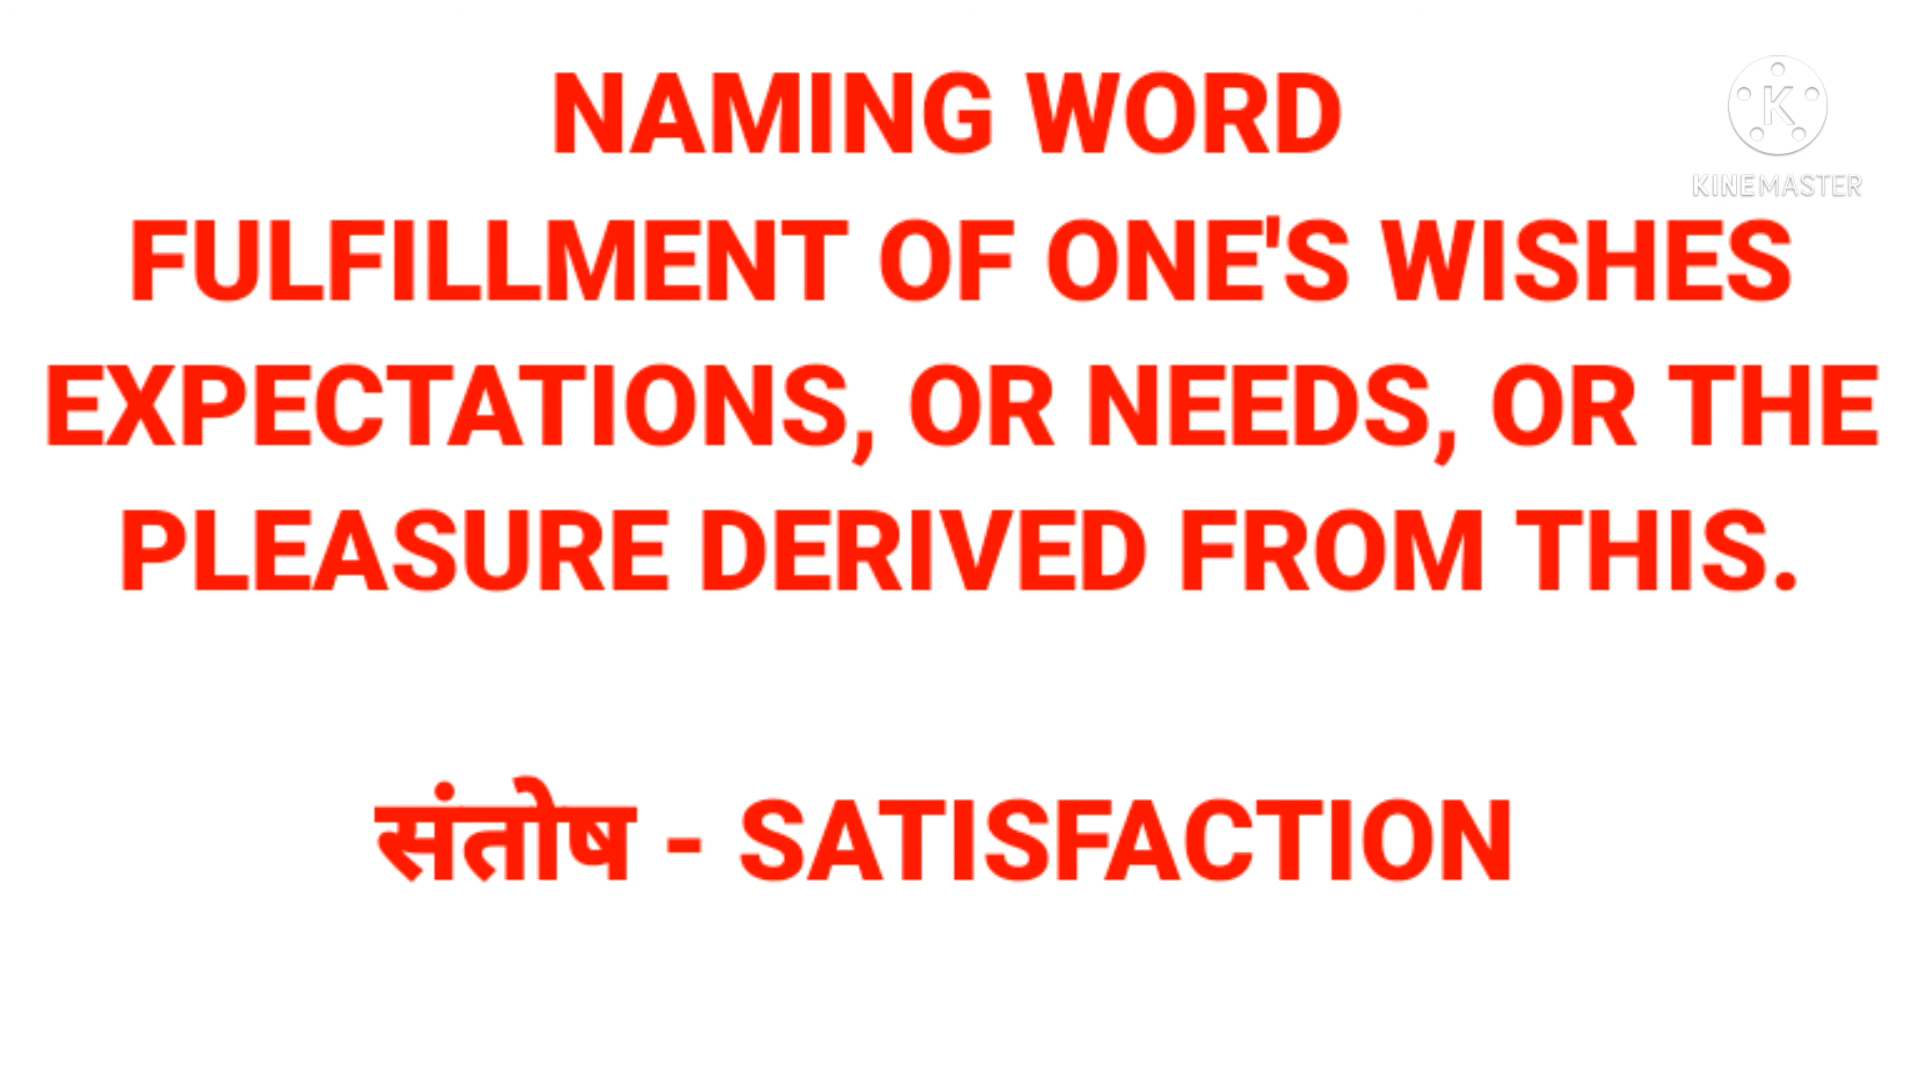 NAMING WORD
K
KINEMASTER
FULFILLMENT OF ONE'S WISHES
EXPECTATIONS, OR NEEDS, OR THE
PLEASURE DERIVED FROM THIS.
संतोष - SATISFACTION